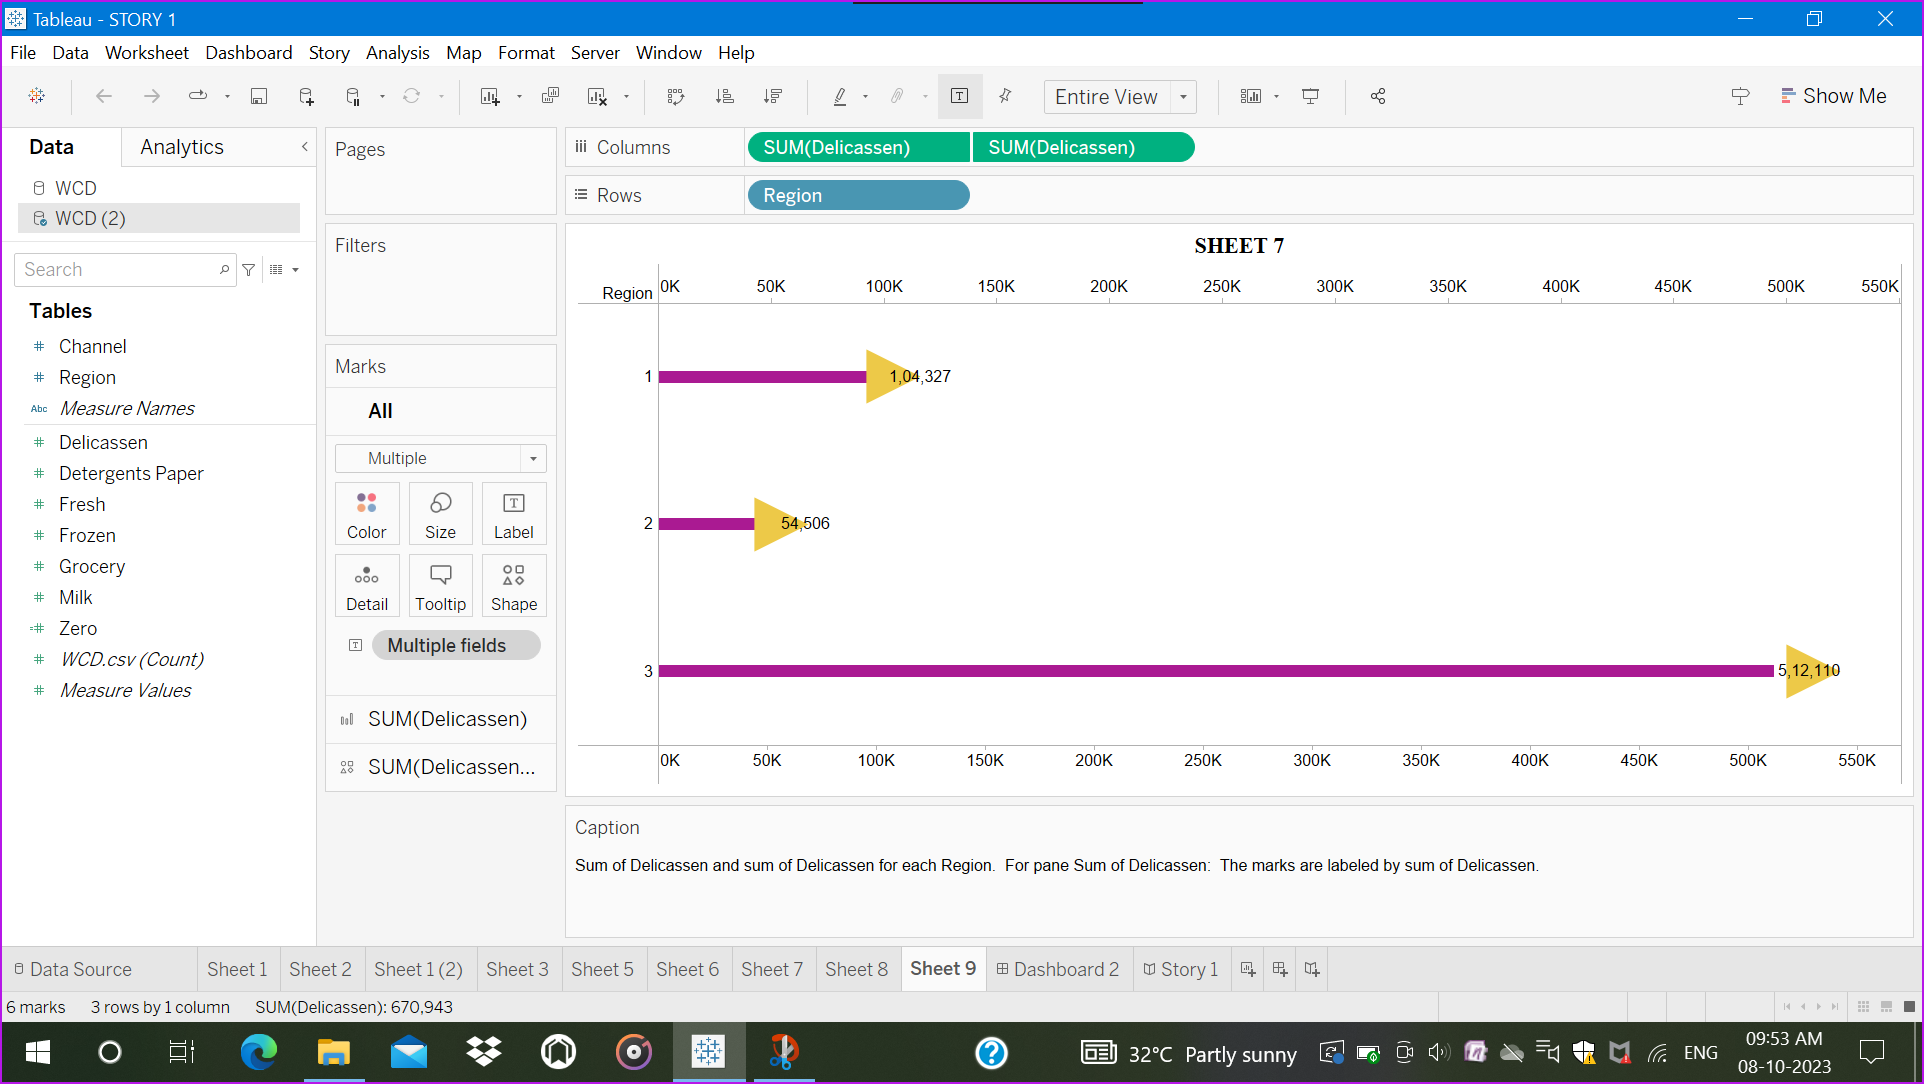 Tableau - STORY 1
File Data Worksheet Dashboard Story Analysis Map Format Server Window Help
Entire View
Show Me
Data Analytics
WCD
WCD (2)
Search
Tables
# Channel
# Region
Abc Measure Names
# Delicassen
# Detergents Paper
# Fresh
# Frozen
# Grocery
# Milk
=# Zero
# WCD.csv (Count)
# Measure Values
Pages
Filters
Marks
All
Multiple
Color Size Label
Detail Tooltip Shape
Multiple fields
SUM(Delicassen)
SUM(Delicassen...
Columns SUM(Delicassen) SUM(Delicassen)
Rows Region
SHEET 7
Region 0K 50K 100K 150K 200K 250K 300K 350K 400K 450K 500K 550K
1 1,04,327
2 54,506
3 5,12,110
0K 50K 100K 150K 200K 250K 300K 350K 400K 450K 500K 550K
Caption
Sum of Delicassen and sum of Delicassen for each Region. For pane Sum of Delicassen: The marks are labeled by sum of Delicassen.
Data Source Sheet 1 Sheet 2 Sheet 1 (2) Sheet 3 Sheet 5 Sheet 6 Sheet 7 Sheet 8 Sheet 9 Dashboard 2 Story 1
6 marks 3 rows by 1 column SUM(Delicassen): 670,943
32°C Partly sunny
ENG
09:53 AM
08-10-2023